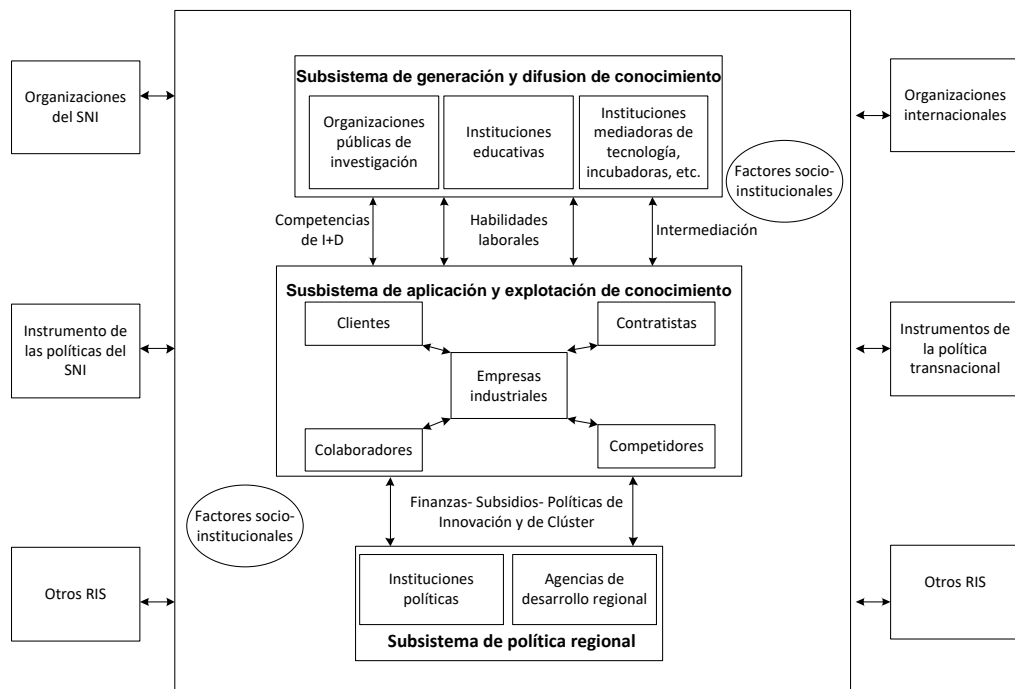 Organizaciones
del SNI
Instrumento de
las políticas del
SNI
Otros RIS
Subsistema de generación y difusion de conocimiento
Organizaciones
públicas de
investigación
Instituciones
educativas
Instituciones
mediadoras de
tecnología,
incubadoras, etc.
Factores socio-
institucionales
Competencias
de I+D
Habilidades
laborales
Intermediación
Susbistema de aplicación y explotación de conocimiento
Clientes
Contratistas
Empresas
industriales
Colaboradores
Competidores
Factores socio-
institucionales
Finanzas- Subsidios- Políticas de
Innovación y de Clúster
Instituciones
políticas
Agencias de
desarrollo regional
Subsistema de política regional
Organizaciones
internacionales
Instrumentos de
la política
transnacional
Otros RIS